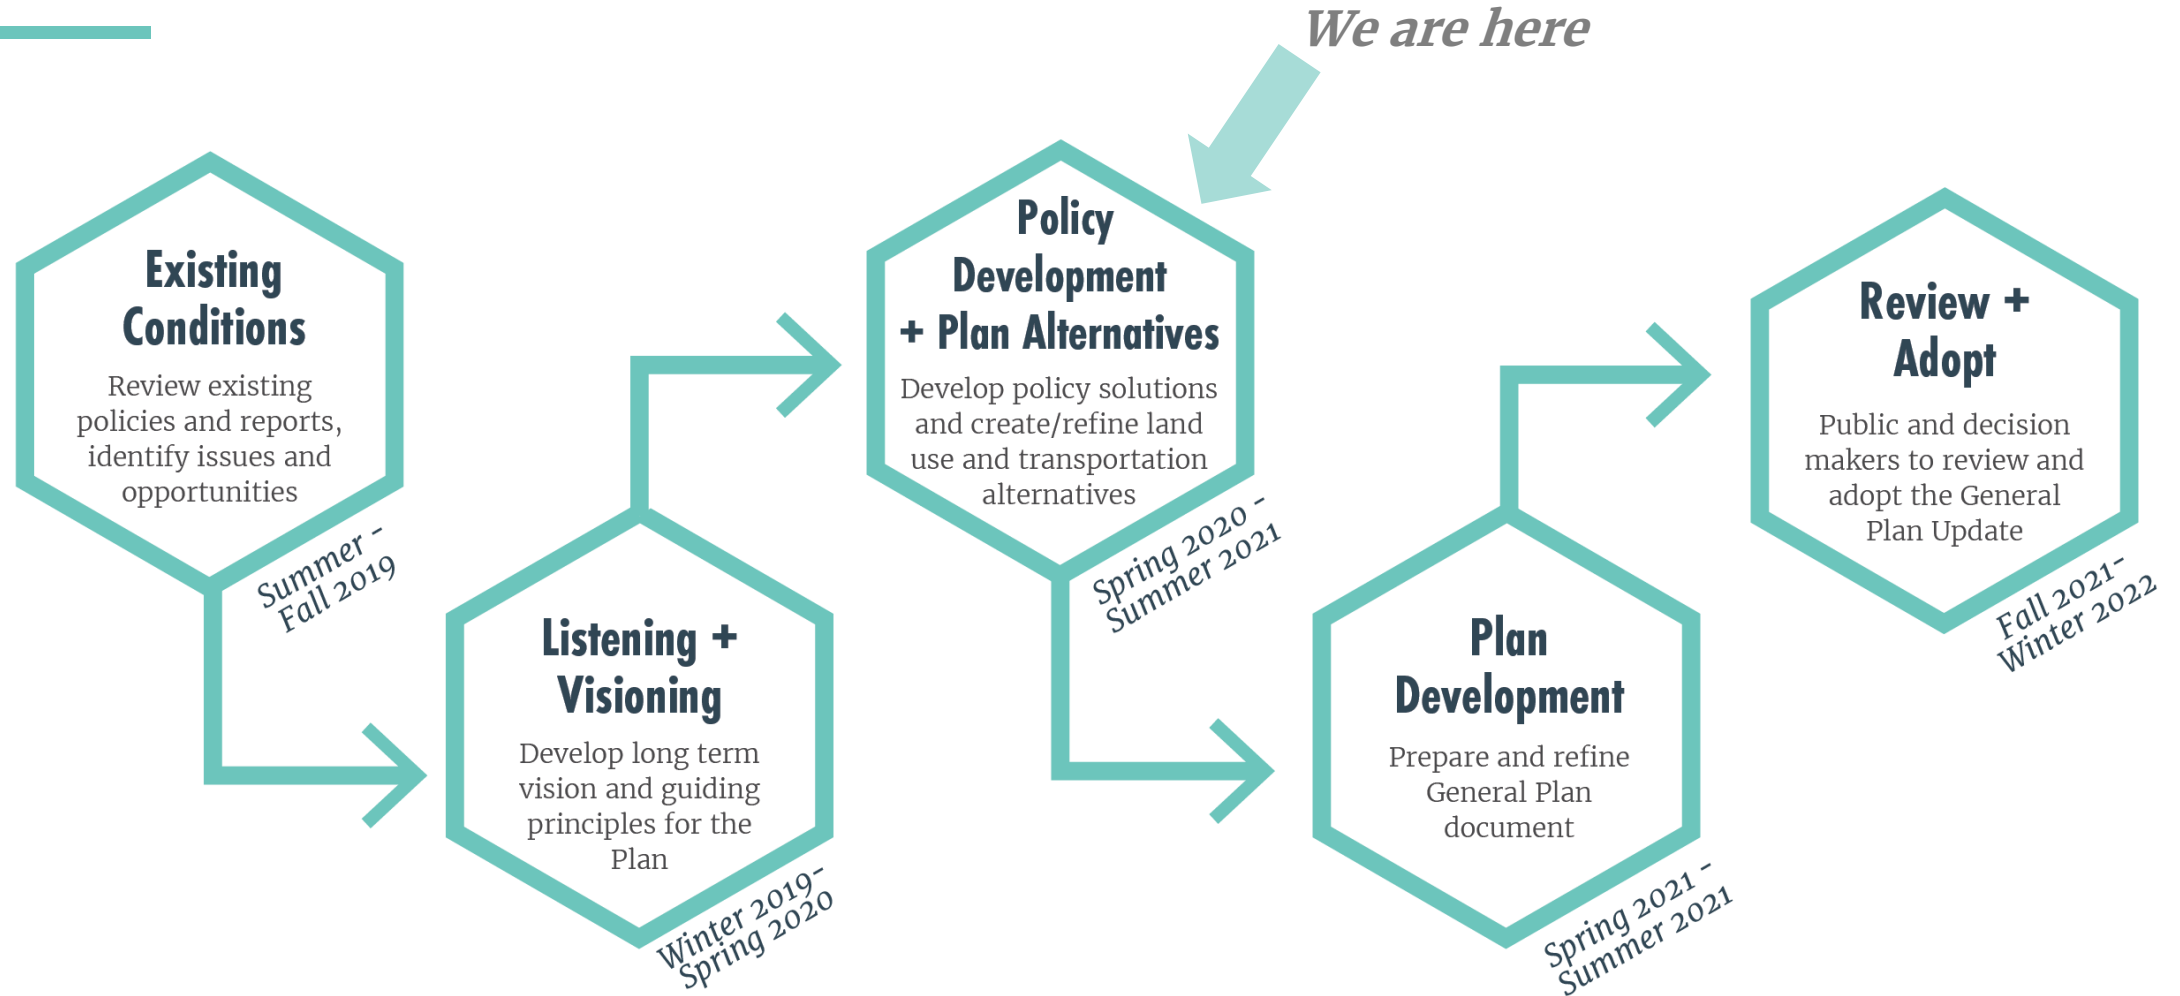 We are here
Existing
Conditions
Review existing
policies and reports,
identify issues and
opportunities
Summer -
Fall 2019
Listening +
Visioning
Develop long term
vision and guiding
principles for the
Plan
Winter 2019-
Spring 2020
Policy
Development
+ Plan Alternatives
Develop policy solutions
and create/refine land
use and transportation
alternatives
Spring 2020 -
Summer 2021
Plan
Development
Prepare and refine
General Plan
document
Spring 2021 -
Summer 2021
Review +
Adopt
Public and decision
makers to review and
adopt the General
Plan Update
Fall 2021-
Winter 2022